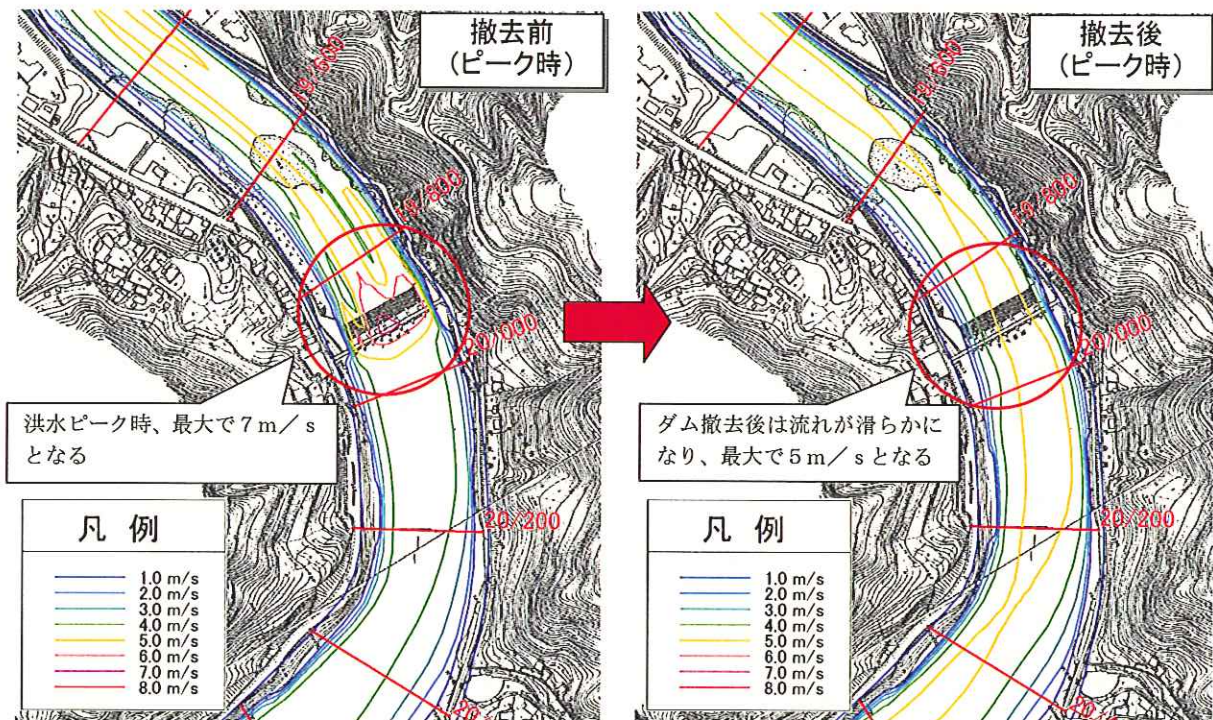 撤去前
(ピーク時)
19/600
19/800
20/000
洪水ピーク時、最大で7m/s
となる
20/200
凡 例
1.0 m/s
2.0 m/s
3.0 m/s
4.0 m/s
5.0 m/s
6.0 m/s
7.0 m/s
8.0 m/s
撤去後
(ピーク時)
19/600
19/800
20/000
ダム撤去後は流れが滑らかに
なり、最大で5m/sとなる
20/200
凡 例
1.0 m/s
2.0 m/s
3.0 m/s
4.0 m/s
5.0 m/s
6.0 m/s
7.0 m/s
8.0 m/s